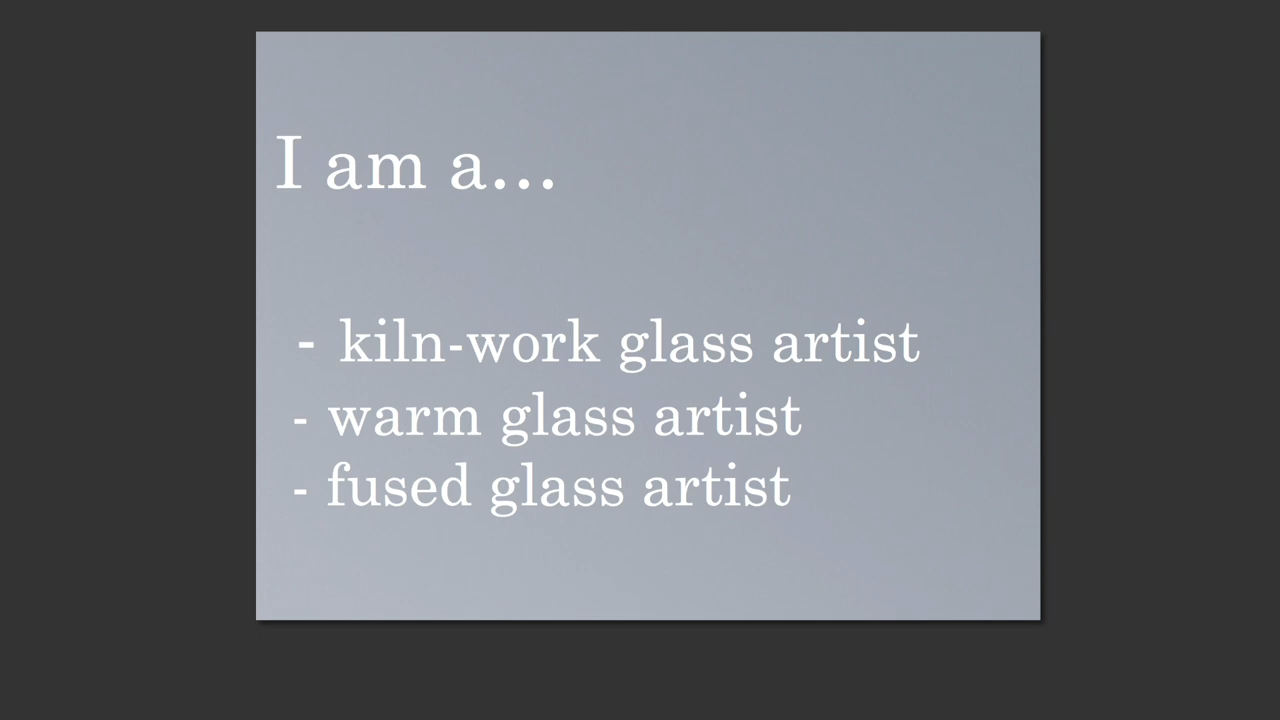 I am a...
- kiln-work glass artist
- warm glass artist
- fused glass artist